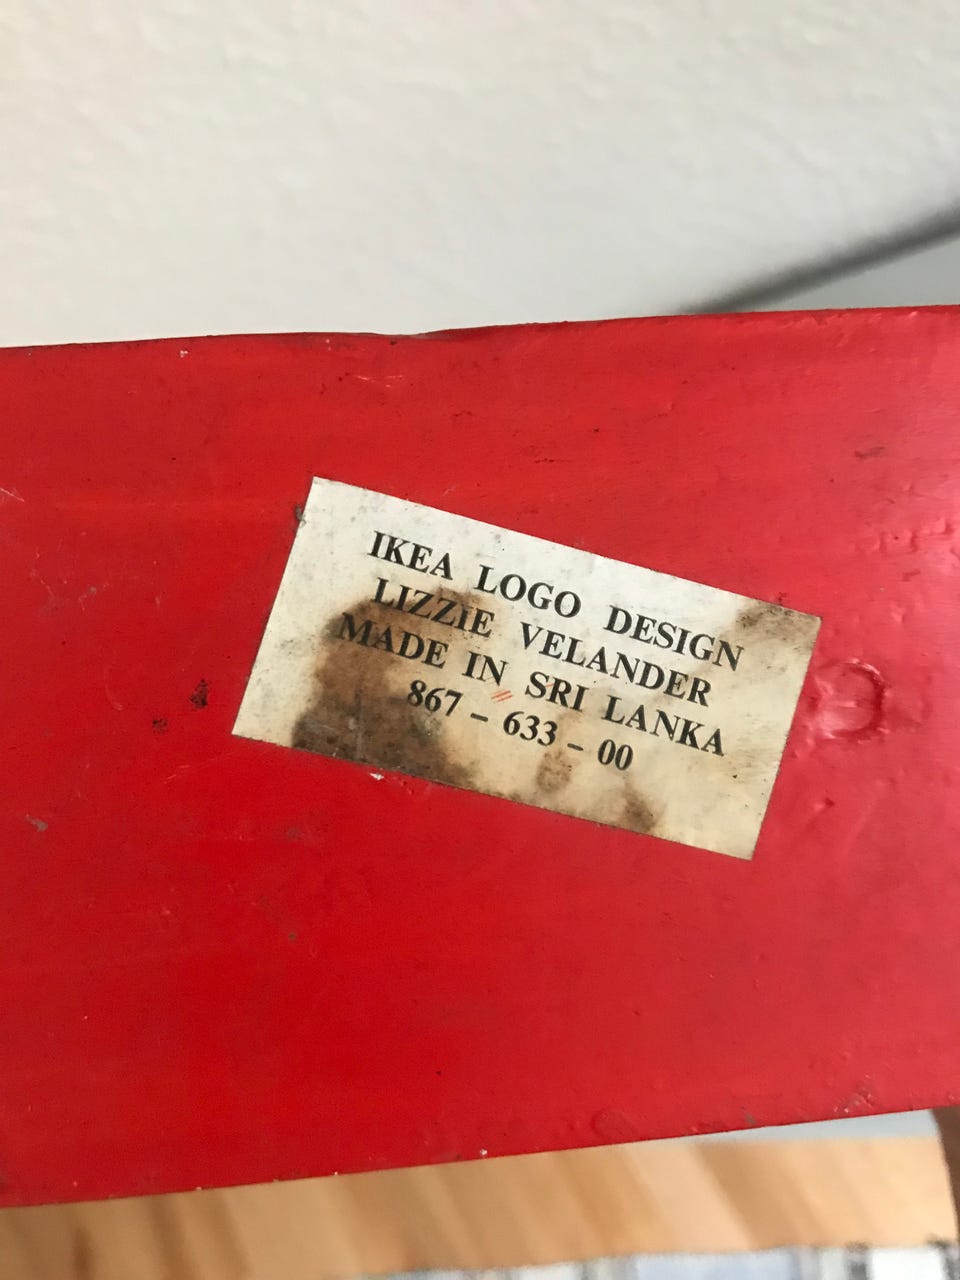 IKEA LOGO DESIGN
LIZZIE VELANDER
MADE IN SRI LANKA
867 - 633 - 00